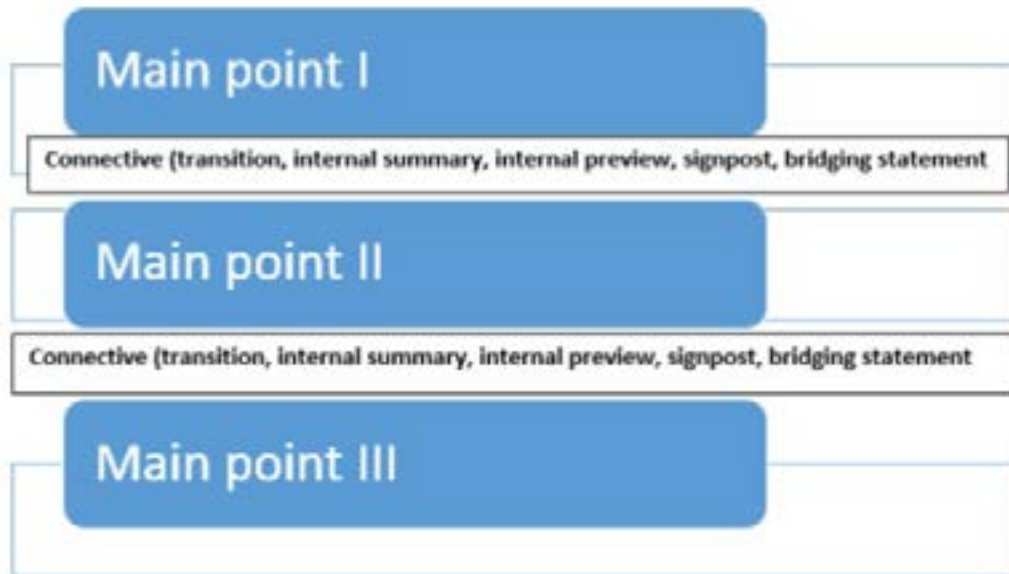 Main point I
Connective (transition, internal summary, internal preview, signpost, bridging statement
Main point II
Connective (transition, internal summary, internal preview, signpost, bridging statement
Main point III